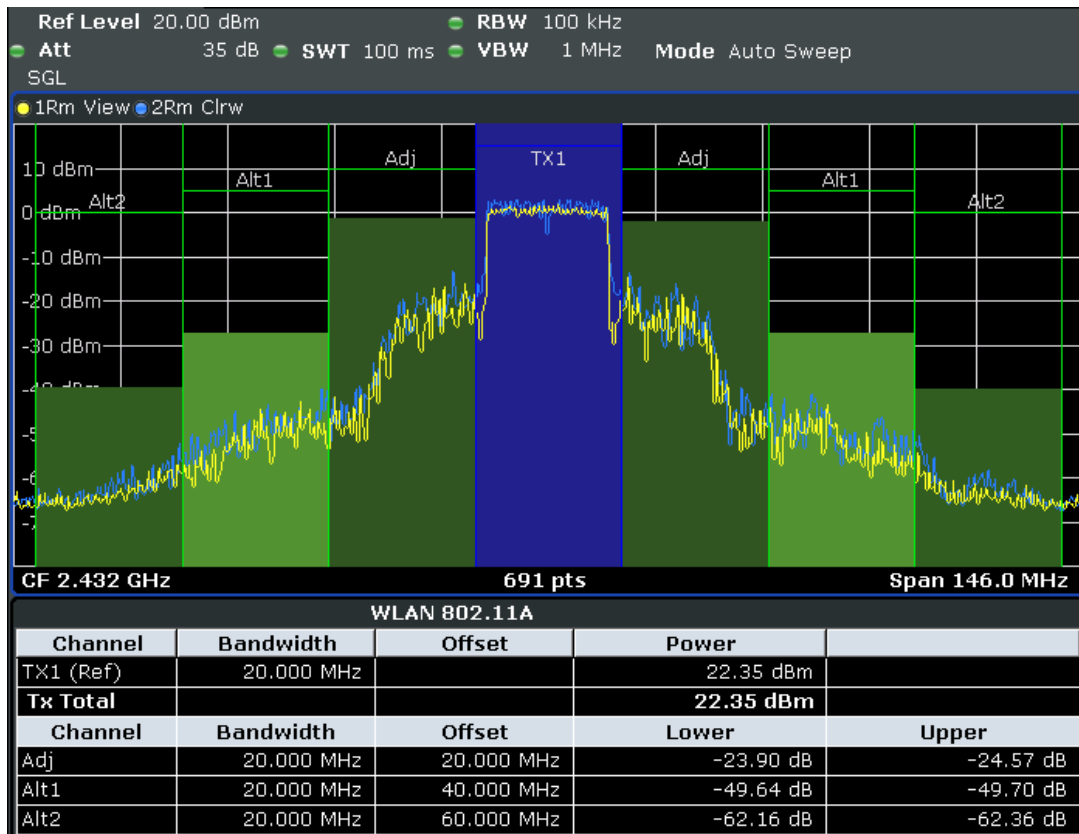 Ref Level 20.00 dBm RBW 100 kHz
Att 35 dB SWT 100 ms VBW 1 MHz Mode Auto Sweep
SGL
1Rm View 2Rm Clrw
Adj TX1 Adj
10 dBm
Alt1 Alt1
Alt2 Alt2
0 dBm
-10 dBm
-20 dBm
-30 dBm
-40 dBm
CF 2.432 GHz 691 pts Span 146.0 MHz
WLAN 802.11A
Channel Bandwidth Offset Power
TX1 (Ref) 20.000 MHz 22.35 dBm
Tx Total 22.35 dBm
Channel Bandwidth Offset Lower Upper
Adj 20.000 MHz 20.000 MHz -23.90 dB -24.57 dB
Alt1 20.000 MHz 40.000 MHz -49.64 dB -49.70 dB
Alt2 20.000 MHz 60.000 MHz -62.16 dB -62.36 dB